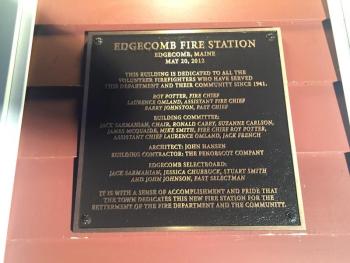 EDGECOMB FIRE STATION
EDGECOMB, MAINE
MAY 20, 2012
THIS BUILDING IS DEDICATED TO ALL THE
VOLUNTEER FIREFIGHTERS WHO HAVE SERVED
THIS DEPARTMENT AND THEIR COMMUNITY SINCE 1941.
ROY POTTER, FIRE CHIEF
LAURENCE OMLAND, ASSISTANT FIRE CHIEF
BARRY JOHNSTON, PAST CHIEF
BUILDING COMMITTEE:
JACK SARMANIAN, CHAIR, RONALD CAREY, SUZANNE CARLSON,
JAMES MCQUAIDE, MIKE SMITH, FIRE CHIEF ROY POTTER,
ASSISTANT CHIEF LAURENCE OMLAND, JACK FRENCH
ARCHITECT: JOHN HANSEN
BUILDING CONTRACTOR: THE PENOBSCOT COMPANY
EDGECOMB SELECTBOARD:
JACK SARMANIAN, JESSICA CHUBBUCK, STUART SMITH
AND JOHN JOHNSON, PAST SELECTMAN
IT IS WITH A SENSE OF ACCOMPLISHMENT AND PRIDE THAT
THE TOWN DEDICATES THIS NEW FIRE STATION FOR THE
BETTERMENT OF THE FIRE DEPARTMENT AND THE COMMUNITY.